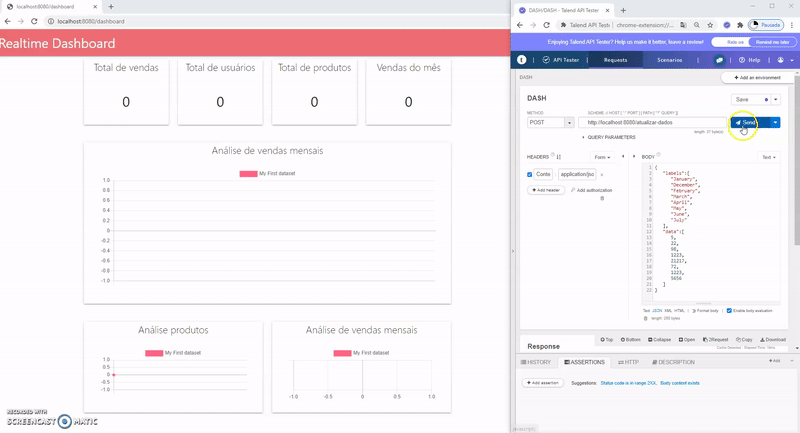 localhost:8080/dashboard
localhost:8080/dashboard
Realtime Dashboard
Total de vendas
0
Total de usuários
0
Total de produtos
0
Vendas do mês
0
Análise de vendas mensais
My First dataset
1.0
0.8
0.6
0.4
0.2
0
-0.2
-0.4
-0.6
-0.8
-1.0
Análise produtos
My First dataset
1.0
0.5
0
-0.5
-1.0
Análise de vendas mensais
My First dataset
-1.0
-0.5
0
0.5
1.0
RECORDED WITH
SCREENCAST MATIC
DASH/DASH - Talend API Tester
Talend API Test
chrome-extension://...
Pausada
Enjoying Talend API Tester? Help us make it better, leave a review!
Rate us
Remind me later
API Tester
Requests
Scenarios
Help
DASH
Add an environment
DASH
Save
METHOD
SCHEME :// HOST [ ":" PORT ] [ PATH [ "?" QUERY ]]
POST
http://localhost:8080/atualizar-dados
Send
length: 37 byte(s)
QUERY PARAMETERS
HEADERS
Form
BODY
Text
Conte
application/jso
Add header
Add authorization
1 {
2 "labels":[
3 "January",
4 "December",
5 "February",
6 "March",
7 "April",
8 "May",
9 "June",
10 "July"
11 ],
12 "data":[
13 5,
14 22,
15 98,
16 1223,
17 21217,
18 72,
19 1223,
20 5650
21 ]
22 }
Text JSON XML HTML
Format body
Enable body evaluation
Response
Top
Bottom
Collapse
Open
2Request
Copy
Download
HISTORY
ASSERTIONS
HTTP
DESCRIPTION
Add
Add assertion
Suggestions:
Status code is in range 2XX,
Body content exists